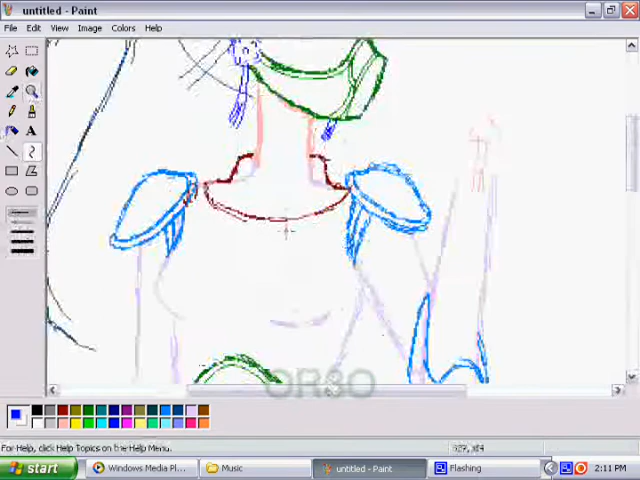 untitled - Paint
File Edit View Image Colors Help
A
OR3O
For Help, click Help Topics on the Help Menu.
start Windows Media Pl... Music untitled - Paint Flashing 2:11 PM